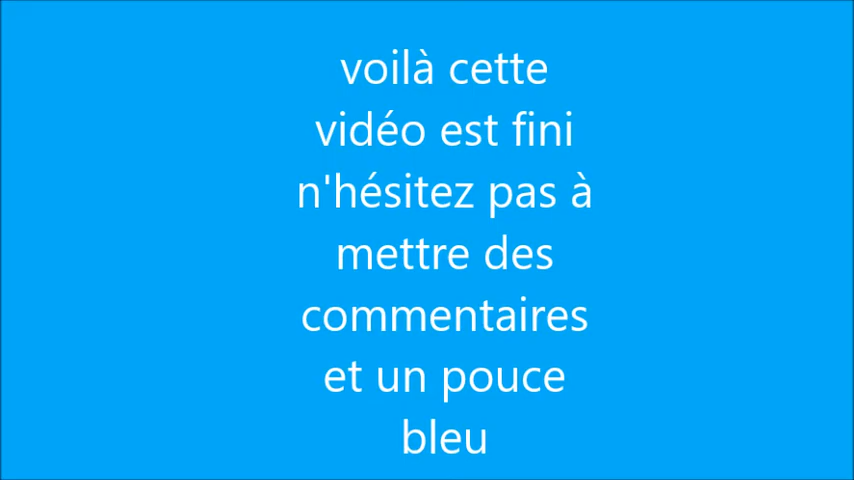 voilà cette
vidéo est fini
n'hésitez pas à
mettre des
commentaires
et un pouce
bleu